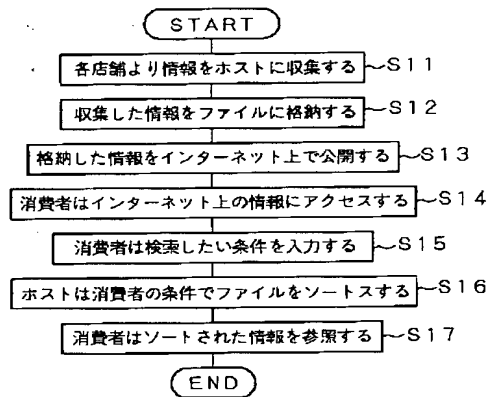 START
各店舗より情報をホストに収集する S11
収集した情報をファイルに格納する S12
格納した情報をインターネット上で公開する S13
消費者はインターネット上の情報にアクセスする S14
消費者は検索したい条件を入力する S15
ホストは消費者の条件でファイルをソートスする S16
消費者はソートされた情報を参照する S17
END